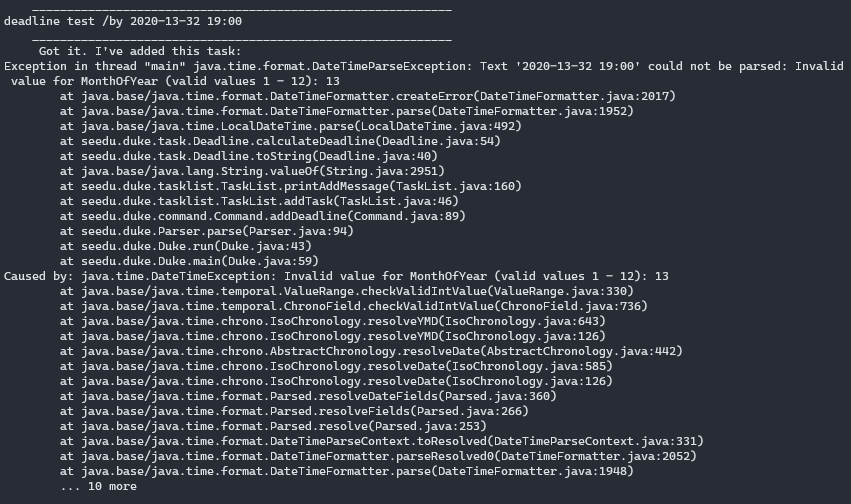 ____________________________________________________________
deadline test /by 2020-13-32 19:00
____________________________________________________________
Got it. I've added this task:
Exception in thread "main" java.time.format.DateTimeParseException: Text '2020-13-32 19:00' could not be parsed: Invalid
value for MonthOfYear (valid values 1 - 12): 13
at java.base/java.time.format.DateTimeFormatter.createError(DateTimeFormatter.java:2017)
at java.base/java.time.format.DateTimeFormatter.parse(DateTimeFormatter.java:1952)
at java.base/java.time.LocalDateTime.parse(LocalDateTime.java:492)
at seedu.duke.task.Deadline.calculateDeadline(Deadline.java:54)
at seedu.duke.task.Deadline.toString(Deadline.java:40)
at java.base/java.lang.String.valueOf(String.java:2951)
at seedu.duke.tasklist.TaskList.printAddMessage(TaskList.java:160)
at seedu.duke.tasklist.TaskList.addTask(TaskList.java:46)
at seedu.duke.command.Command.addDeadline(Command.java:89)
at seedu.duke.Parser.parse(Parser.java:94)
at seedu.duke.Duke.run(Duke.java:43)
at seedu.duke.Duke.main(Duke.java:59)
Caused by: java.time.DateTimeException: Invalid value for MonthOfYear (valid values 1 - 12): 13
at java.base/java.time.temporal.ValueRange.checkValidIntValue(ValueRange.java:330)
at java.base/java.time.temporal.ChronoField.checkValidIntValue(ChronoField.java:736)
at java.base/java.time.chrono.IsoChronology.resolveYMD(IsoChronology.java:643)
at java.base/java.time.chrono.IsoChronology.resolveYMD(IsoChronology.java:126)
at java.base/java.time.chrono.AbstractChronology.resolveDate(AbstractChronology.java:442)
at java.base/java.time.chrono.IsoChronology.resolveDate(IsoChronology.java:585)
at java.base/java.time.chrono.IsoChronology.resolveDate(IsoChronology.java:126)
at java.base/java.time.format.Parsed.resolveDateFields(Parsed.java:360)
at java.base/java.time.format.Parsed.resolveFields(Parsed.java:266)
at java.base/java.time.format.Parsed.resolve(Parsed.java:253)
at java.base/java.time.format.DateTimeParseContext.toResolved(DateTimeParseContext.java:331)
at java.base/java.time.format.DateTimeFormatter.parseResolved0(DateTimeFormatter.java:2052)
at java.base/java.time.format.DateTimeFormatter.parse(DateTimeFormatter.java:1948)
... 10 more